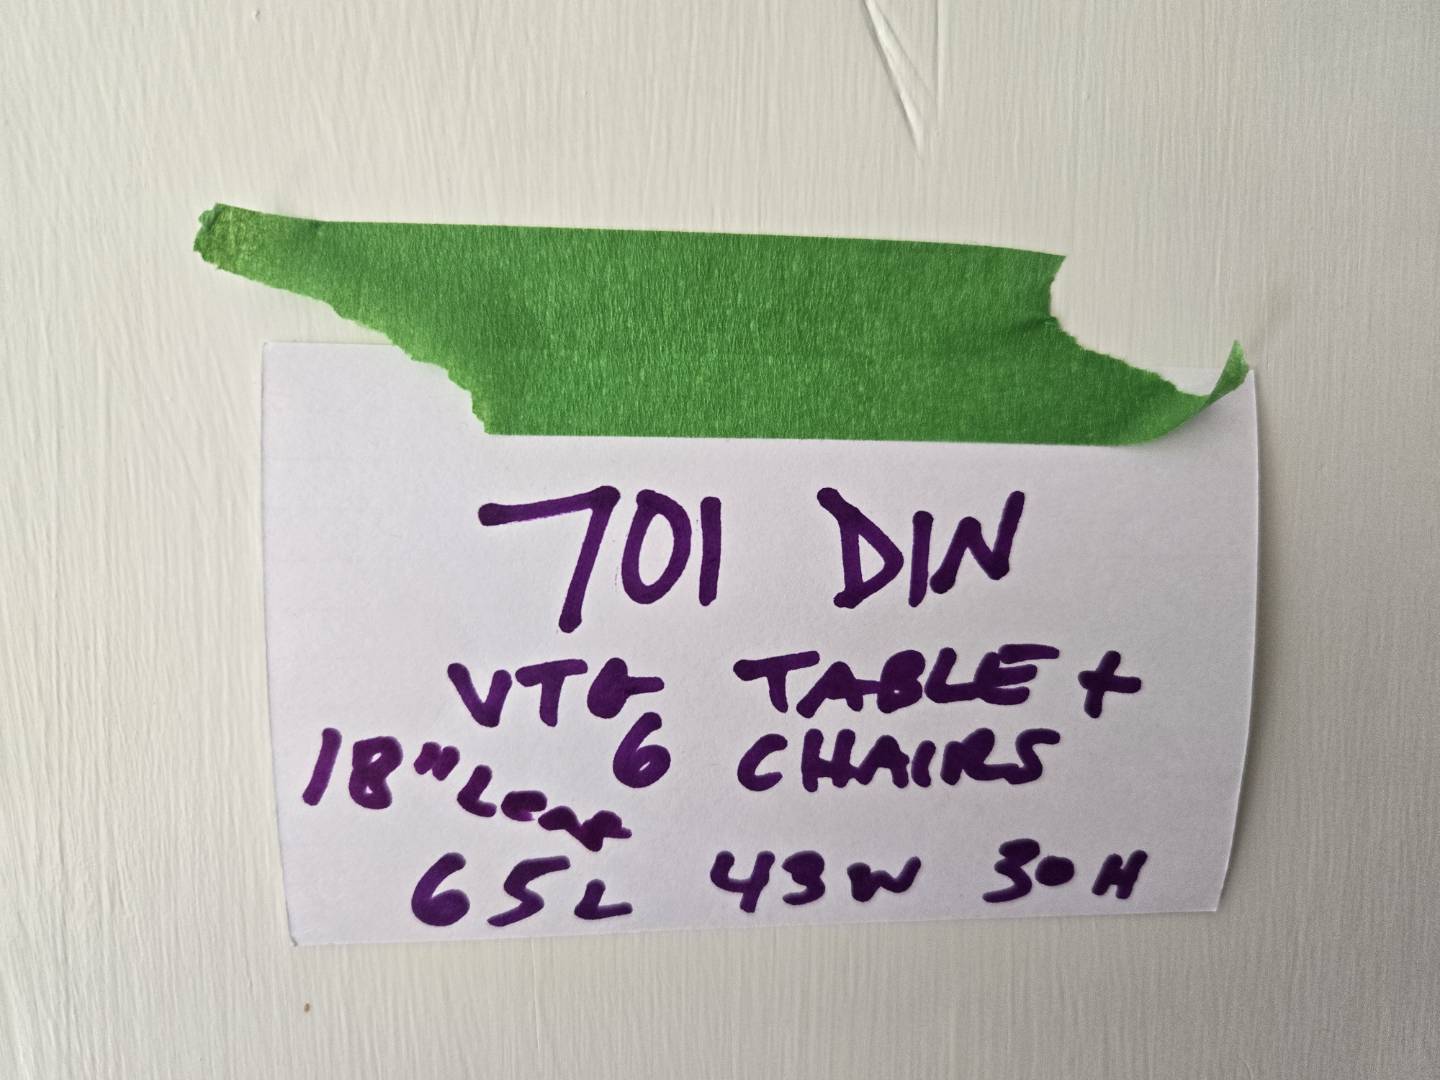 701 DIN
VTG TABLE +
6 CHAIRS
18" Leaf
65L 43W 30H